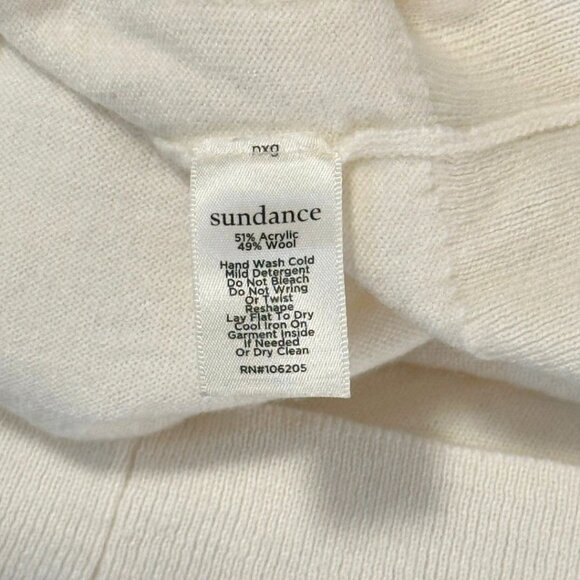 nxg
sundance
51% Acrylic
49% Wool
Hand Wash Cold
Mild Detergent
Do Not Bleach
Do Not Wring
Or Twist
Reshape
Lay Flat To Dry
Cool Iron On
Garment Inside
if Needed
Or Dry Clean
RN#106205